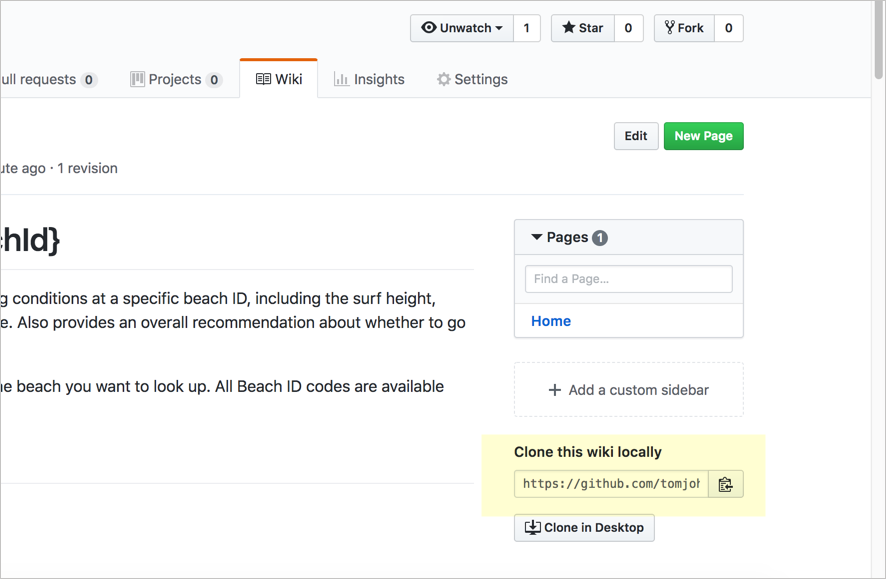 Unwatch 1 Star 0 Fork 0
ull requests 0 Projects 0 Wiki Insights Settings
Edit New Page
ute ago · 1 revision
hId}
Pages 1
Find a Page...
Home
g conditions at a specific beach ID, including the surf height,
e. Also provides an overall recommendation about whether to go
e beach you want to look up. All Beach ID codes are available
+ Add a custom sidebar
Clone this wiki locally
https://github.com/tomjoh
Clone in Desktop